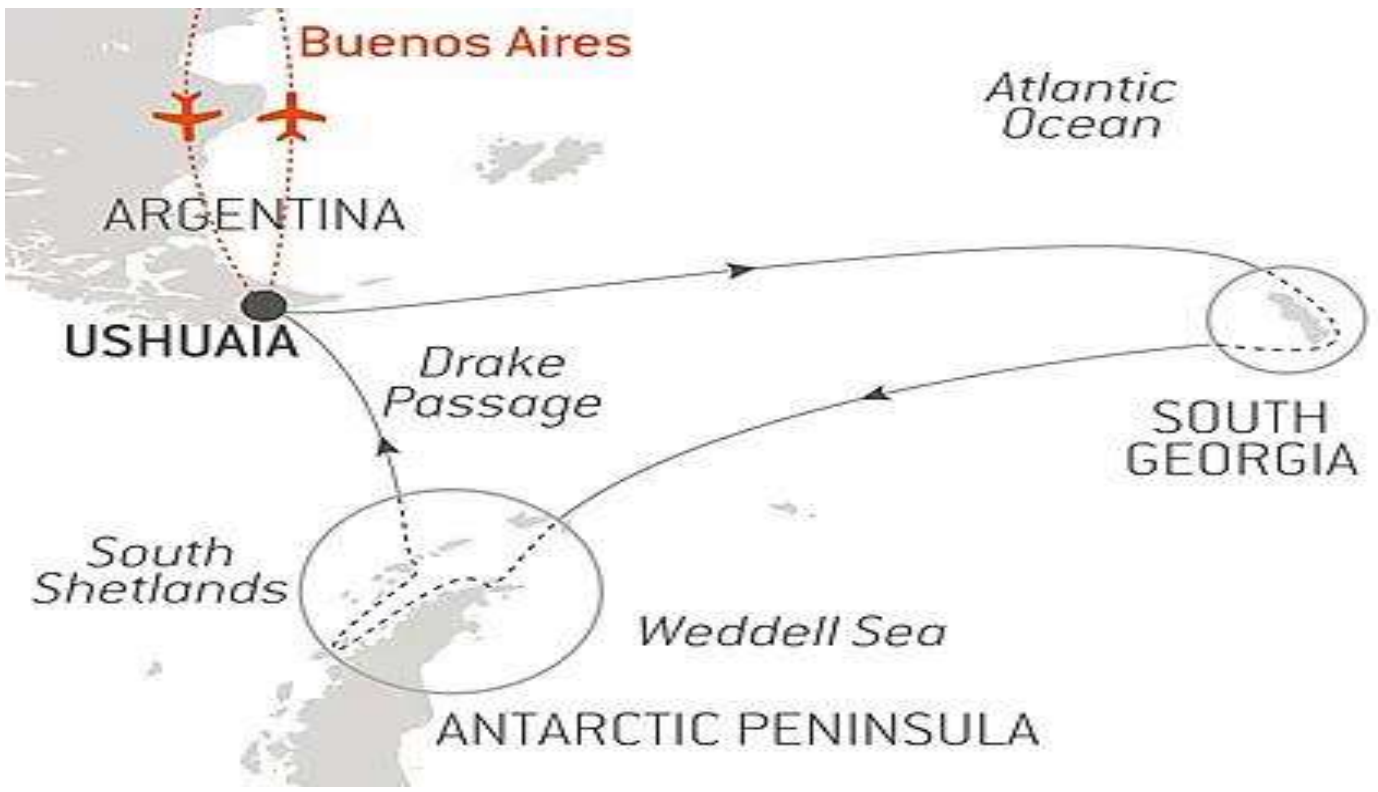 Buenos Aires
Atlantic
Ocean
ARGENTINA
USHUAIA
Drake
Passage
SOUTH
GEORGIA
South
Shetlands
Weddell Sea
ANTARCTIC PENINSULA